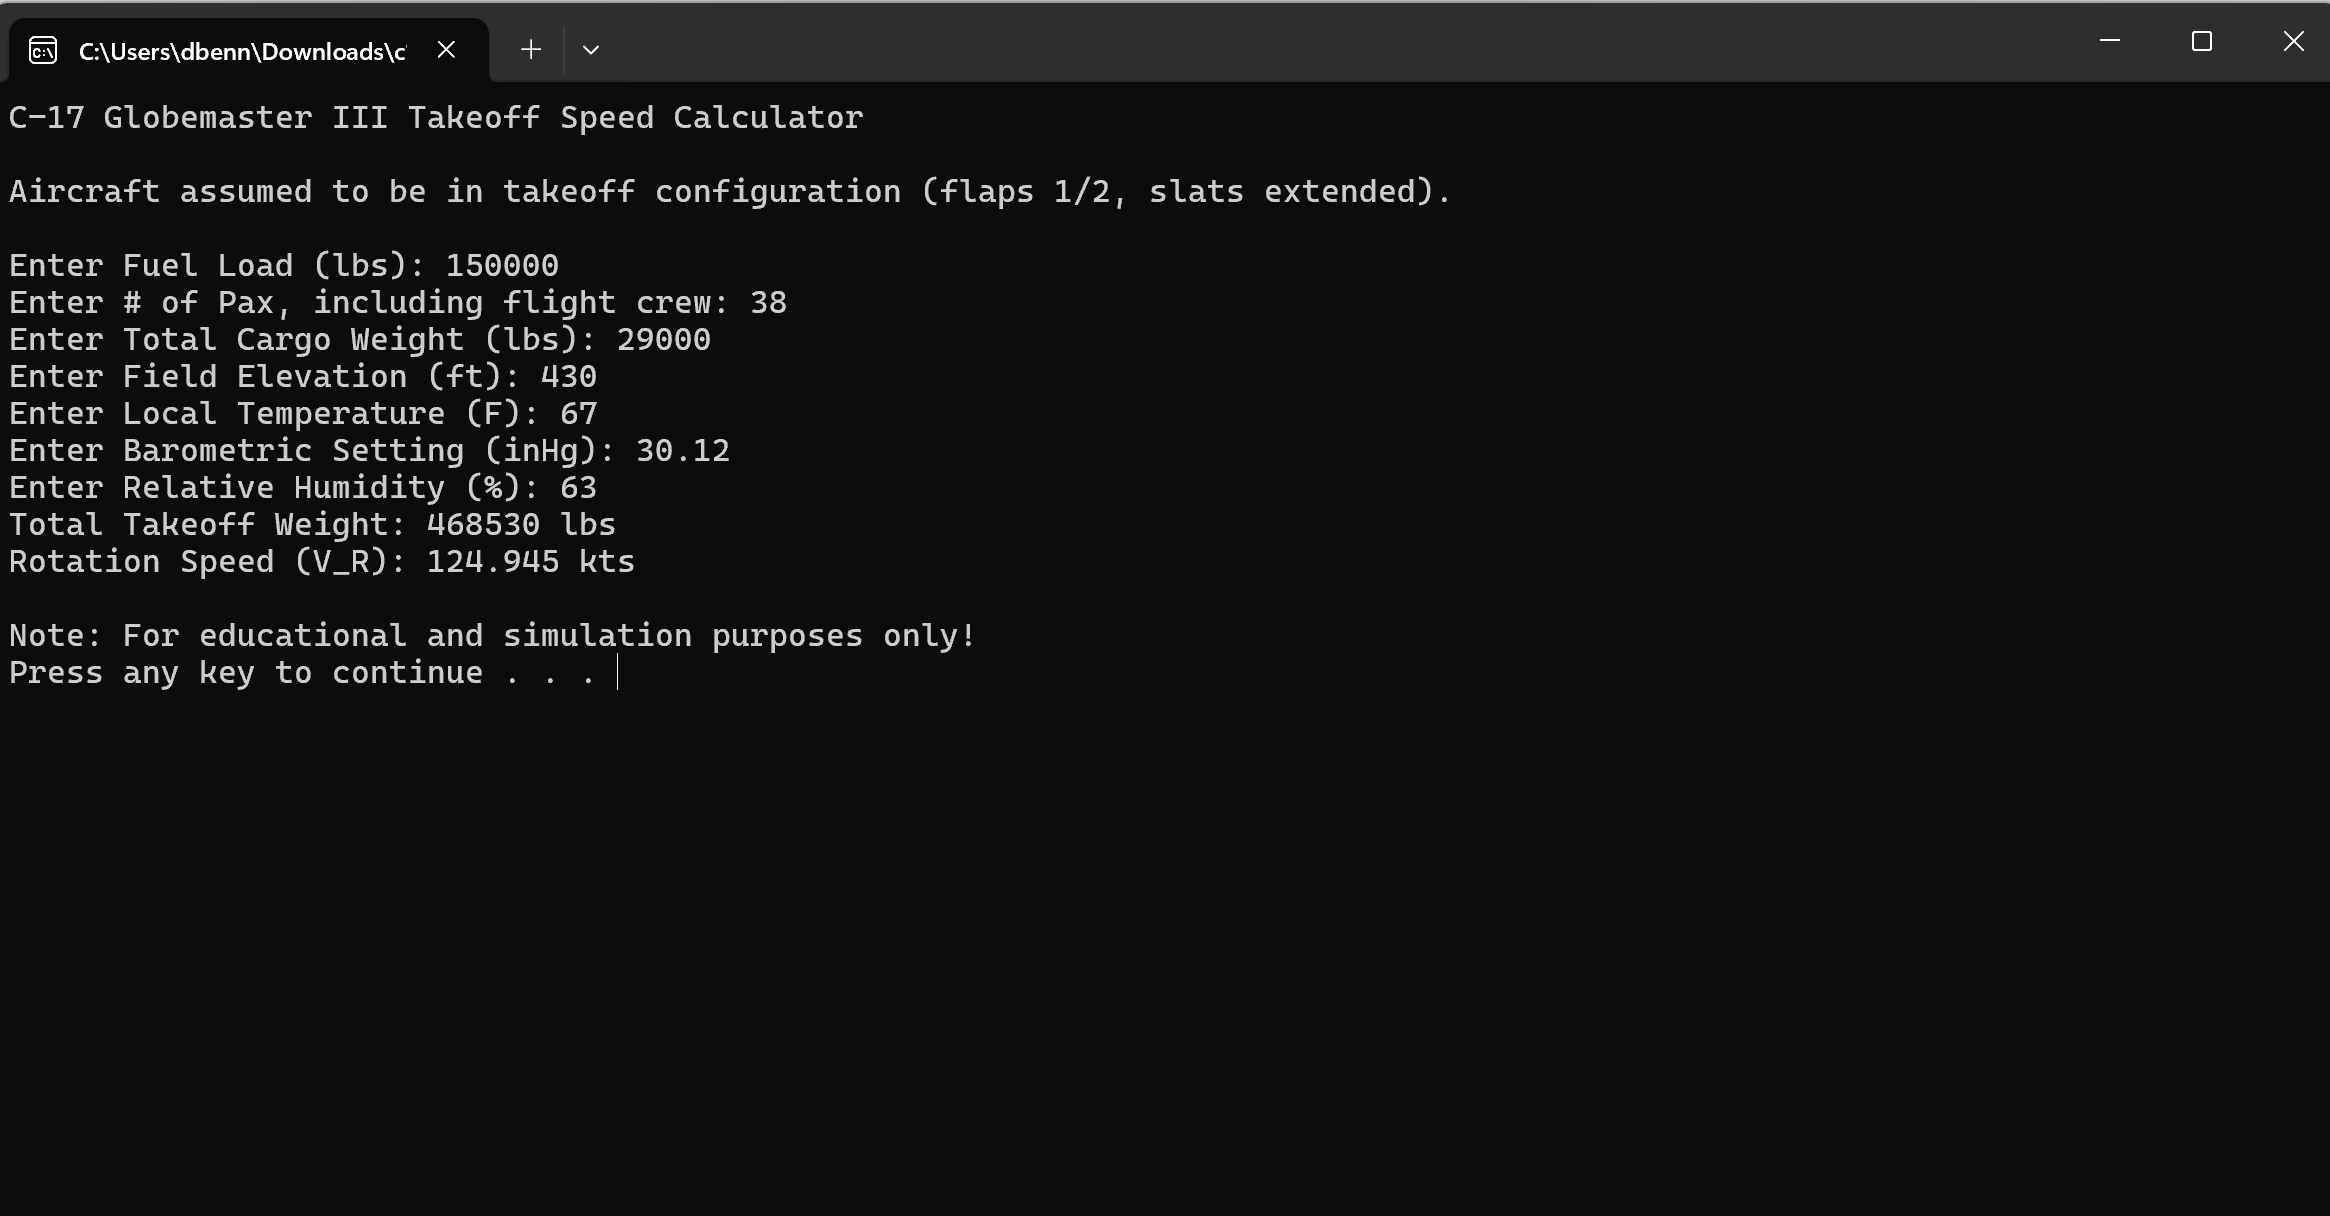 C:\Users\dbenn\Downloads\c
C-17 Globemaster III Takeoff Speed Calculator
Aircraft assumed to be in takeoff configuration (flaps 1/2, slats extended).
Enter Fuel Load (lbs): 150000
Enter # of Pax, including flight crew: 38
Enter Total Cargo Weight (lbs): 29000
Enter Field Elevation (ft): 430
Enter Local Temperature (F): 67
Enter Barometric Setting (inHg): 30.12
Enter Relative Humidity (%): 63
Total Takeoff Weight: 468530 lbs
Rotation Speed (V_R): 124.945 kts
Note: For educational and simulation purposes only!
Press any key to continue . . .